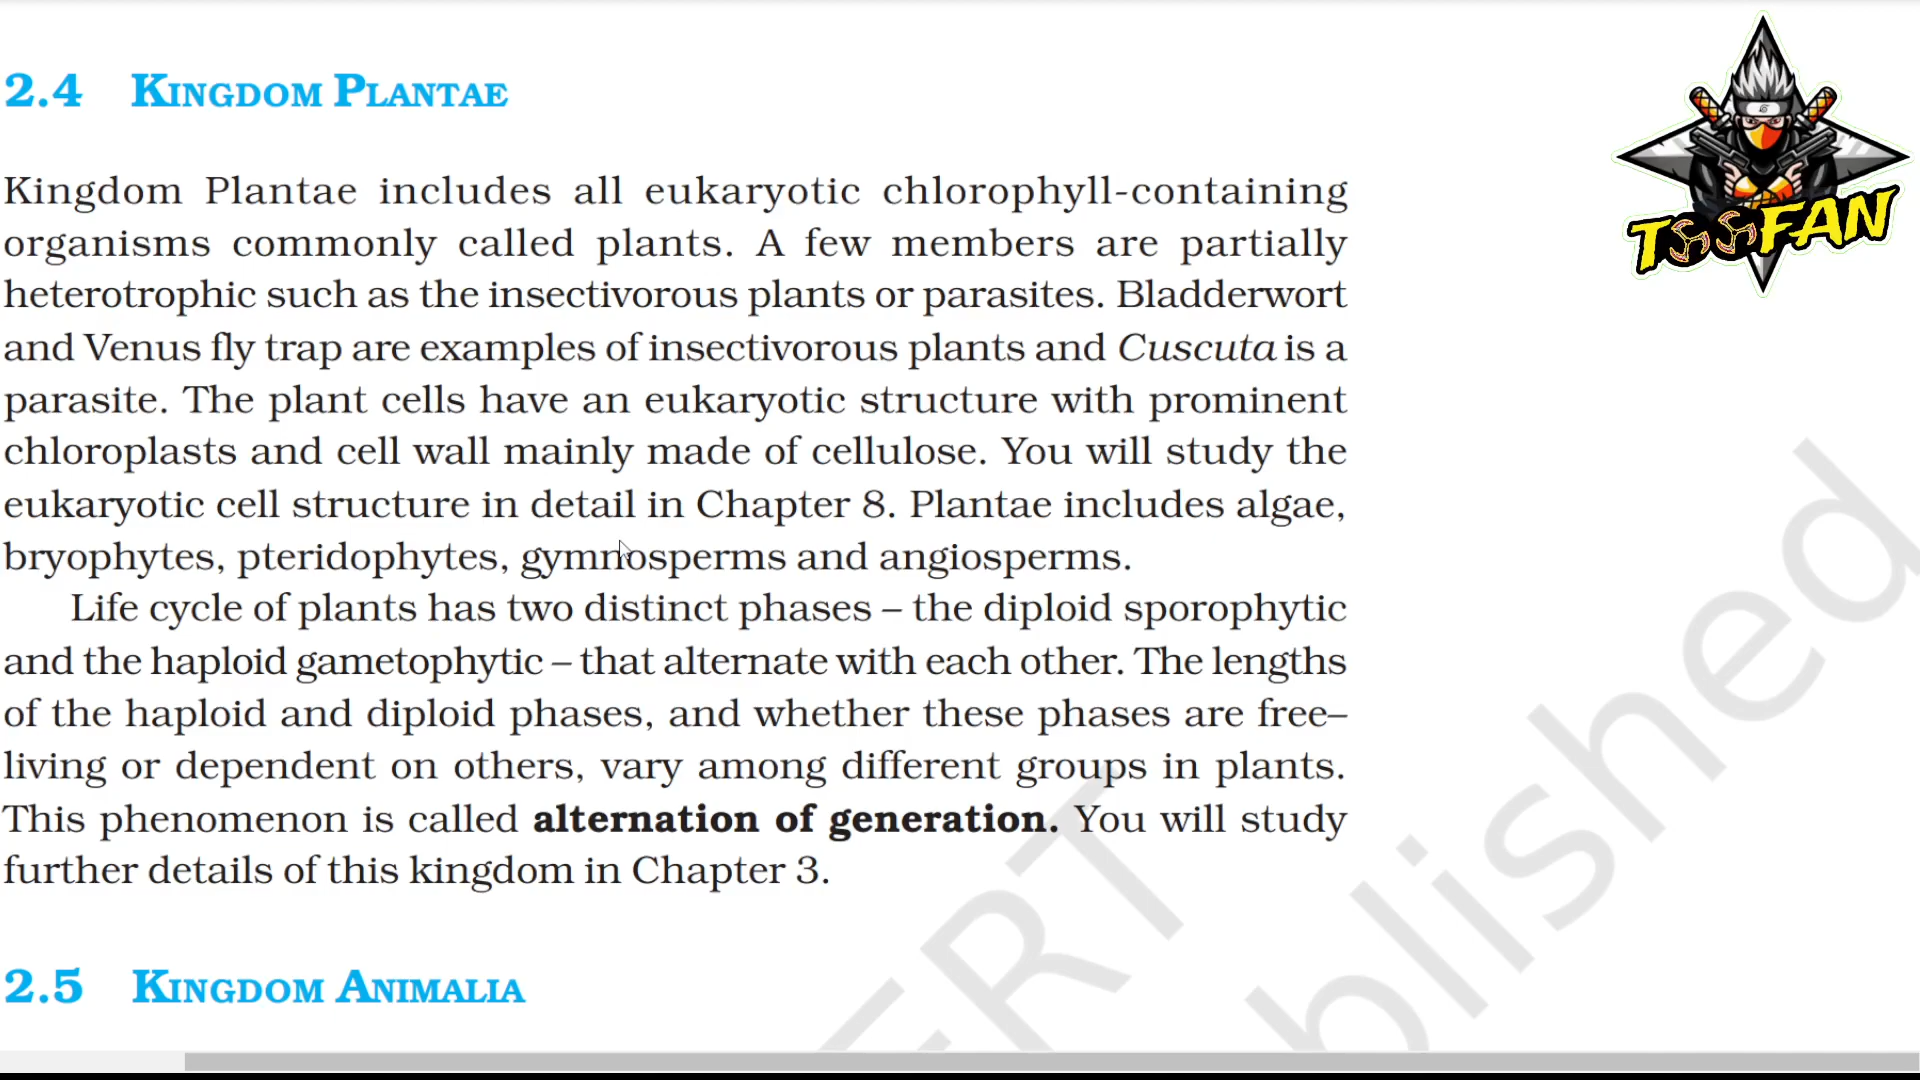 2.4 KINGDOM PLANTAE
Kingdom Plantae includes all eukaryotic chlorophyll-containing
organisms commonly called plants. A few members are partially
heterotrophic such as the insectivorous plants or parasites. Bladderwort
and Venus fly trap are examples of insectivorous plants and Cuscuta is a
parasite. The plant cells have an eukaryotic structure with prominent
chloroplasts and cell wall mainly made of cellulose. You will study the
eukaryotic cell structure in detail in Chapter 8. Plantae includes algae,
bryophytes, pteridophytes, gymnosperms and angiosperms.
Life cycle of plants has two distinct phases – the diploid sporophytic
and the haploid gametophytic – that alternate with each other. The lengths
of the haploid and diploid phases, and whether these phases are free–
living or dependent on others, vary among different groups in plants.
This phenomenon is called alternation of generation. You will study
further details of this kingdom in Chapter 3.
2.5 KINGDOM ANIMALIA
TOOFAN
ERT
blished